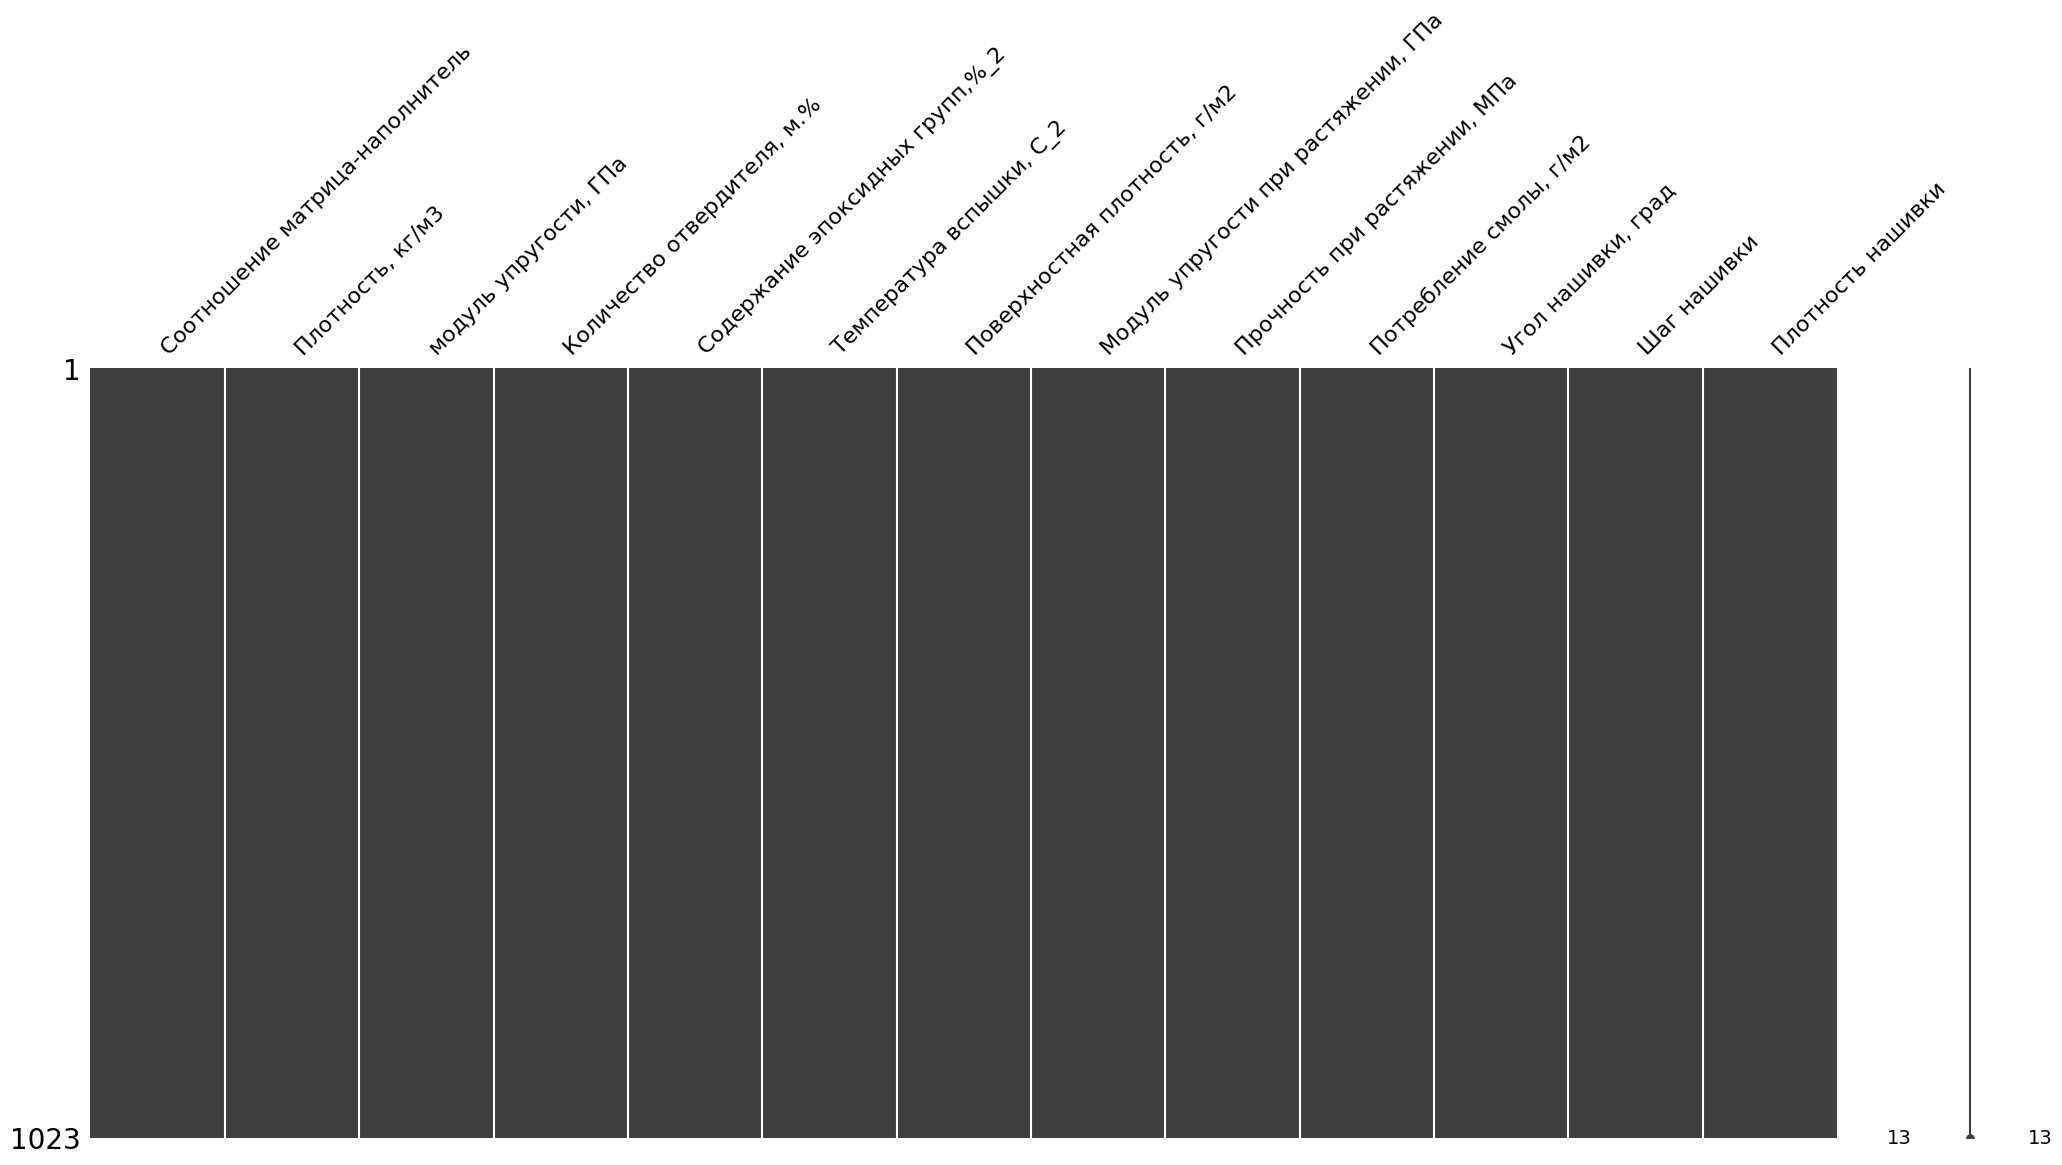 Соотношение матрица-наполнитель
Плотность, кг/м3
модуль упругости, ГПа
Количество отвердителя, м.%
Содержание эпоксидных групп,%_2
Температура вспышки, С_2
Поверхностная плотность, г/м2
Модуль упругости при растяжении, ГПа
Прочность при растяжении, МПа
Потребление смолы, г/м2
Угол нашивки, град
Шаг нашивки
Плотность нашивки
1
1023
13
13